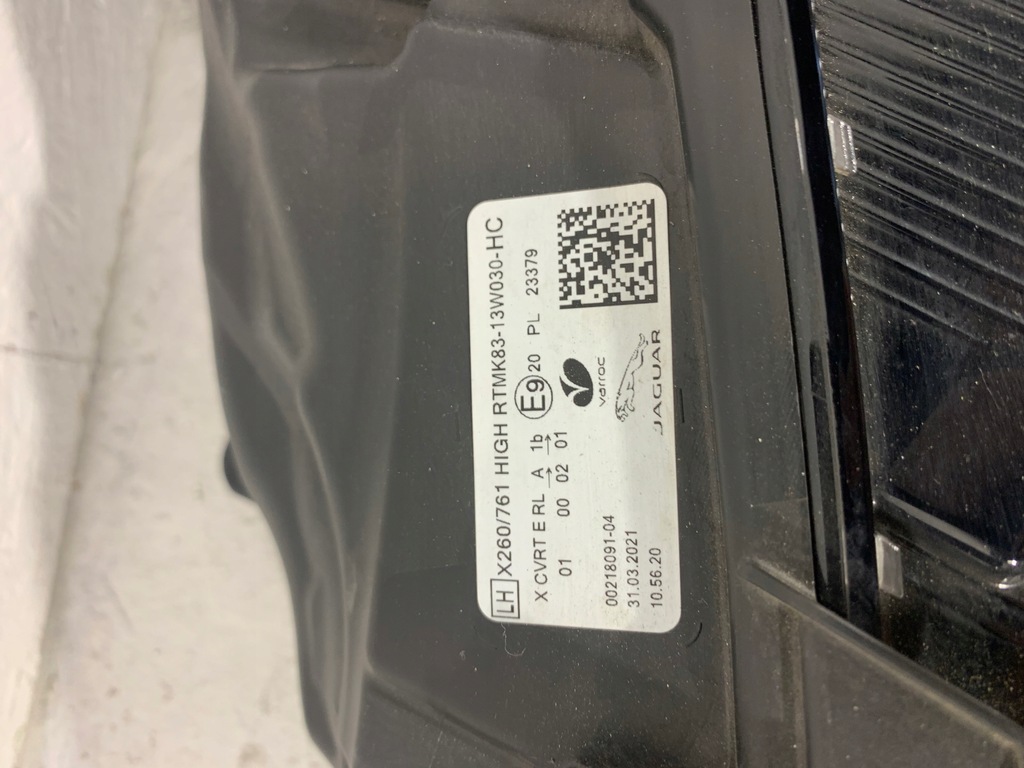 LH X260/761 HIGH RTMK83-13W030-HC
X CVRT E RL A 1b E9 20 PL 23379
→ →
01 00 02 01
varroc
00218091-04
31.03.2021
10.56.20
JAGUAR